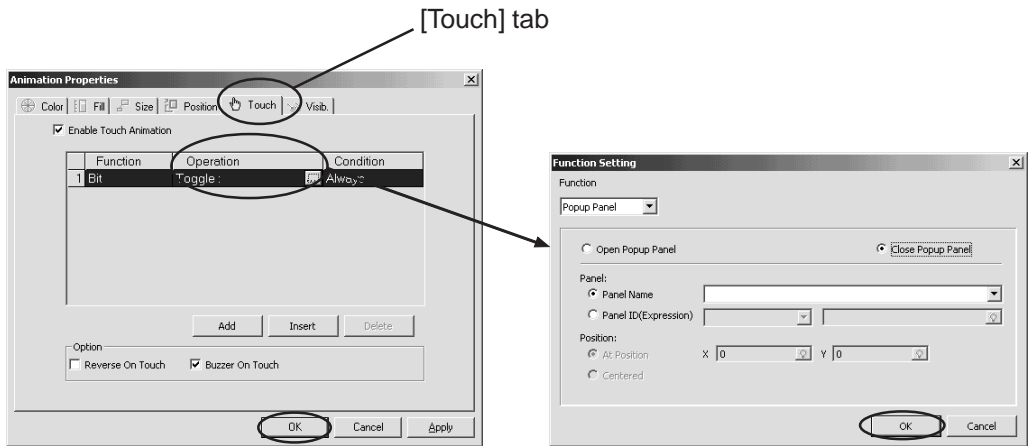 [Touch] tab
Animation Properties
Color Fill Size Position Touch Visib.
Enable Touch Animation
Function Operation Condition
1 Bit Toggle : Always
Add Insert Delete
Option
Reverse On Touch Buzzer On Touch
OK Cancel Apply
Function Setting
Function
Popup Panel
Open Popup Panel Close Popup Panel
Panel:
Panel Name
Panel ID(Expression)
Position:
At Position X 0 Y 0
Centered
OK Cancel